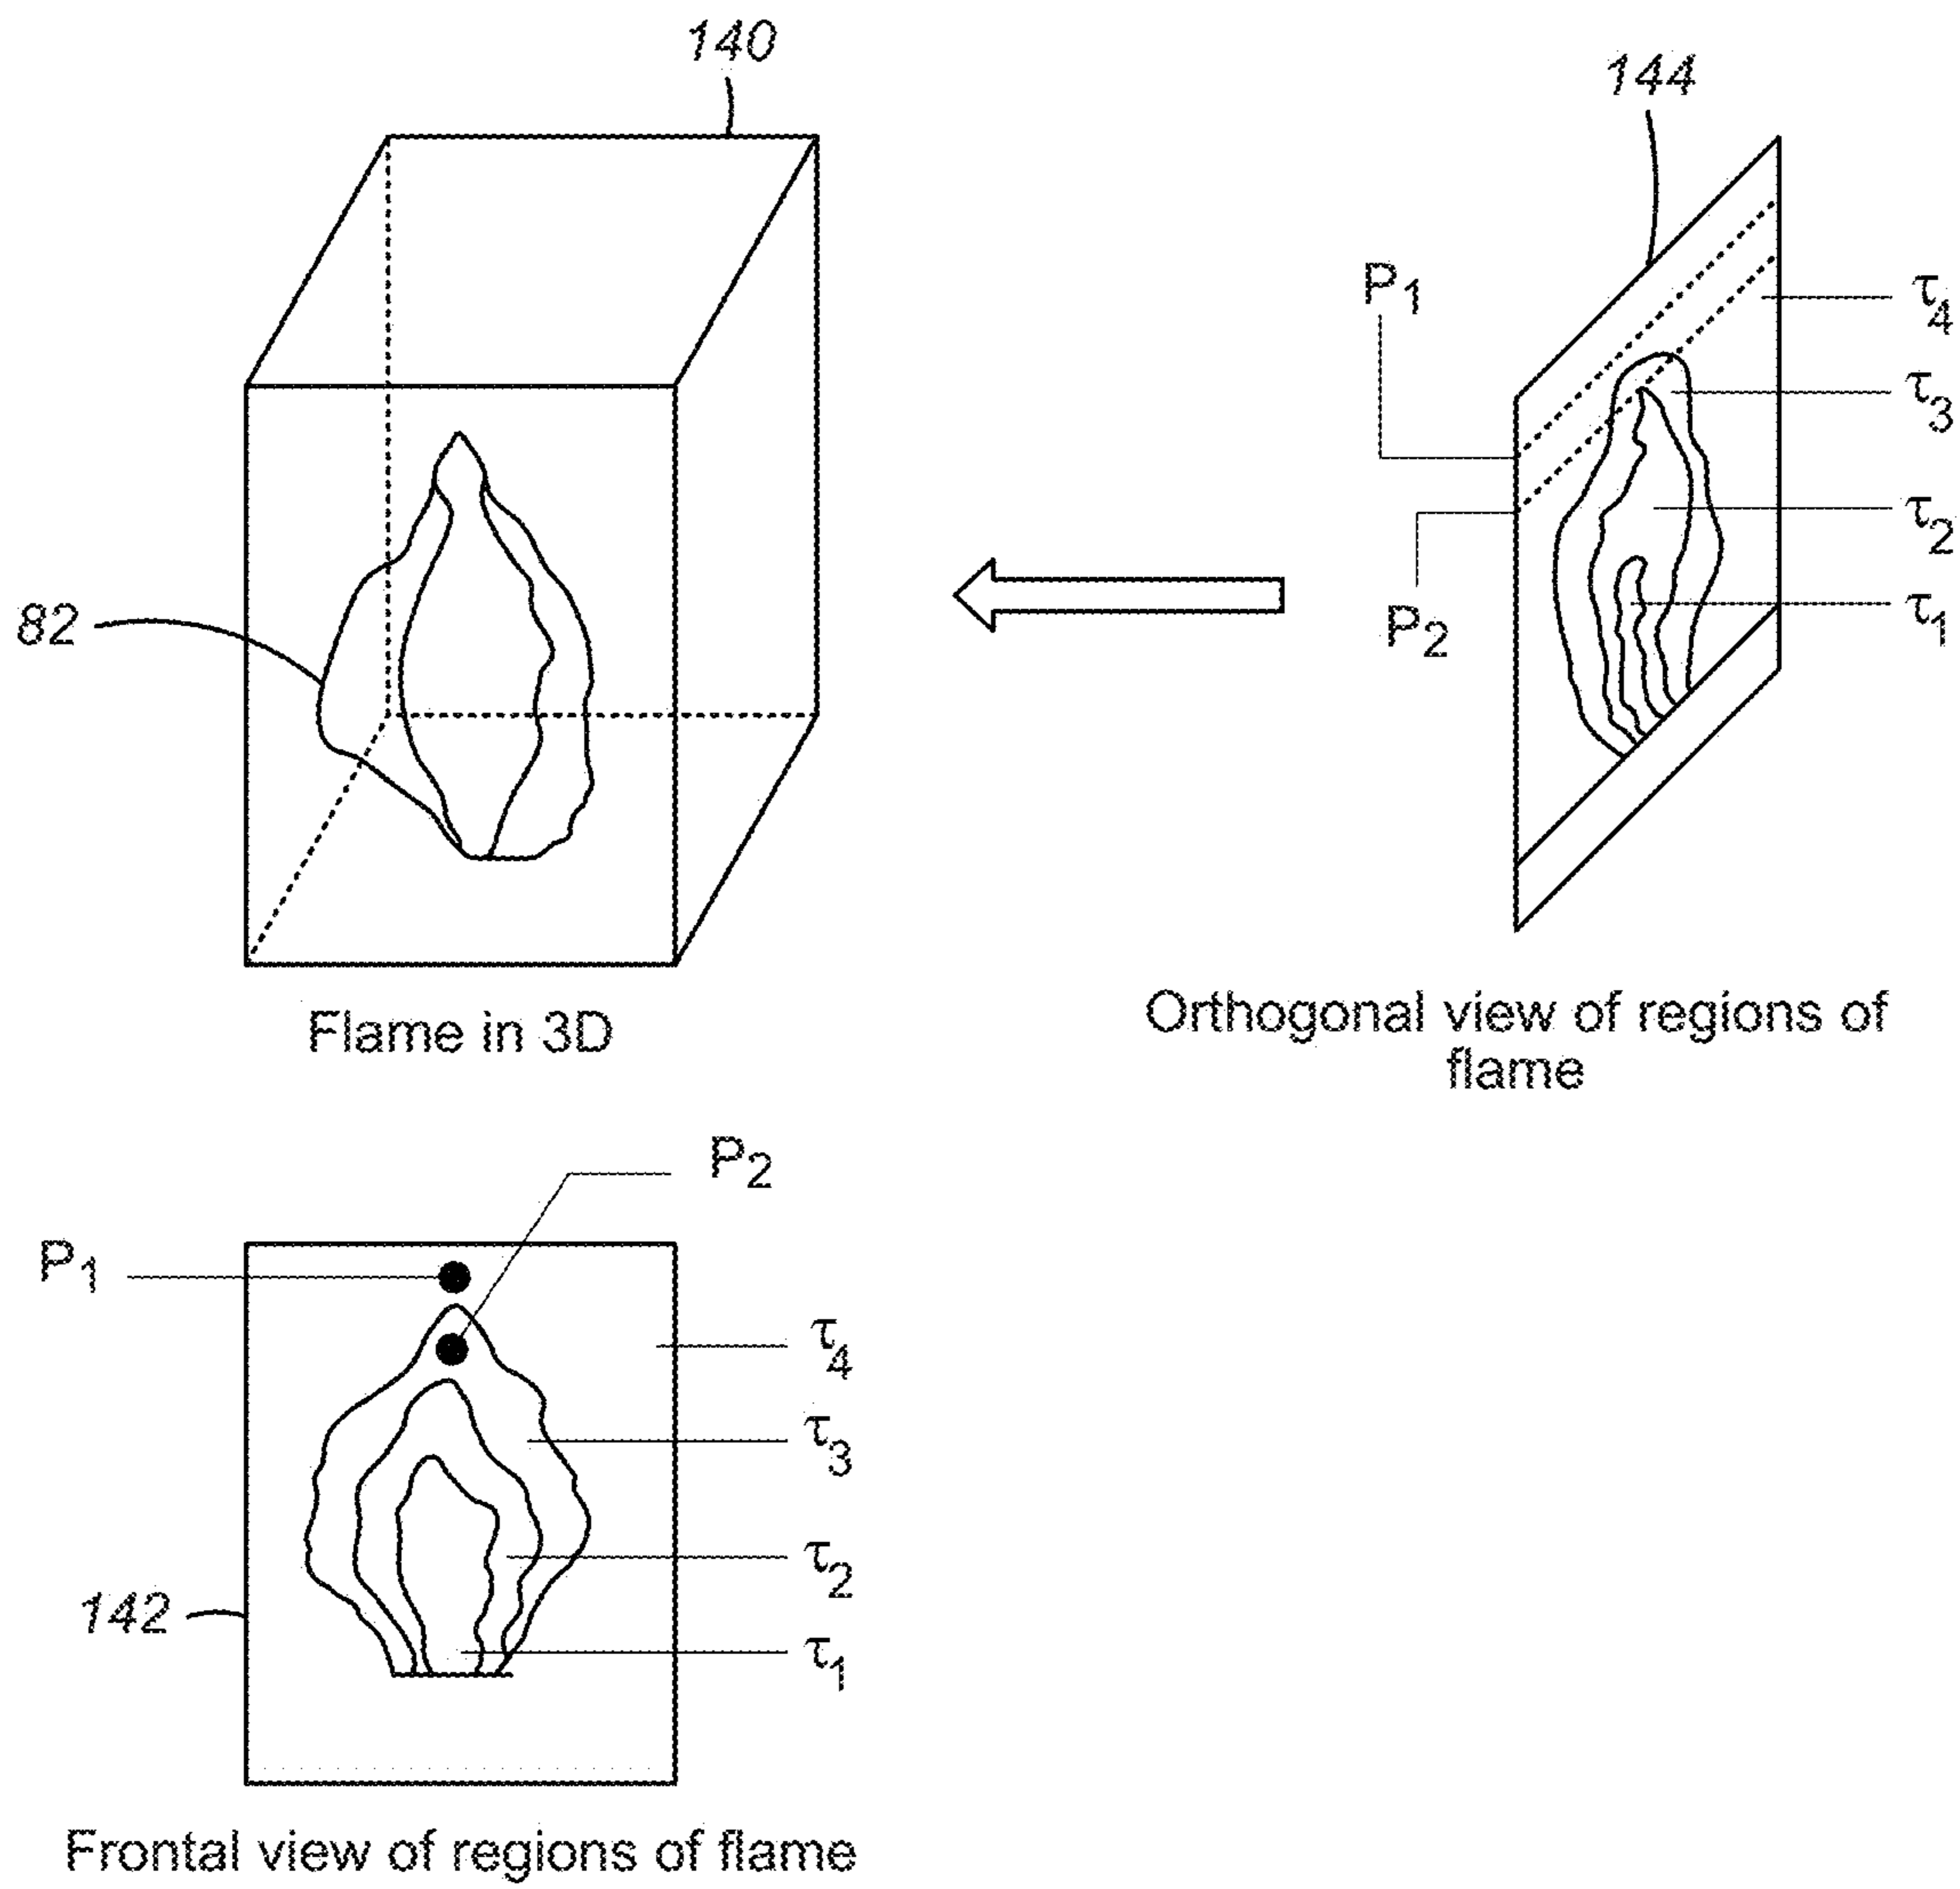 140
144
P1
τ4
τ3
τ2
82
τ1
P2
Flame in 3D
Orthogonal view of regions of
flame
P2
P1
τ4
τ3
τ2
142
τ1
Frontal view of regions of flame